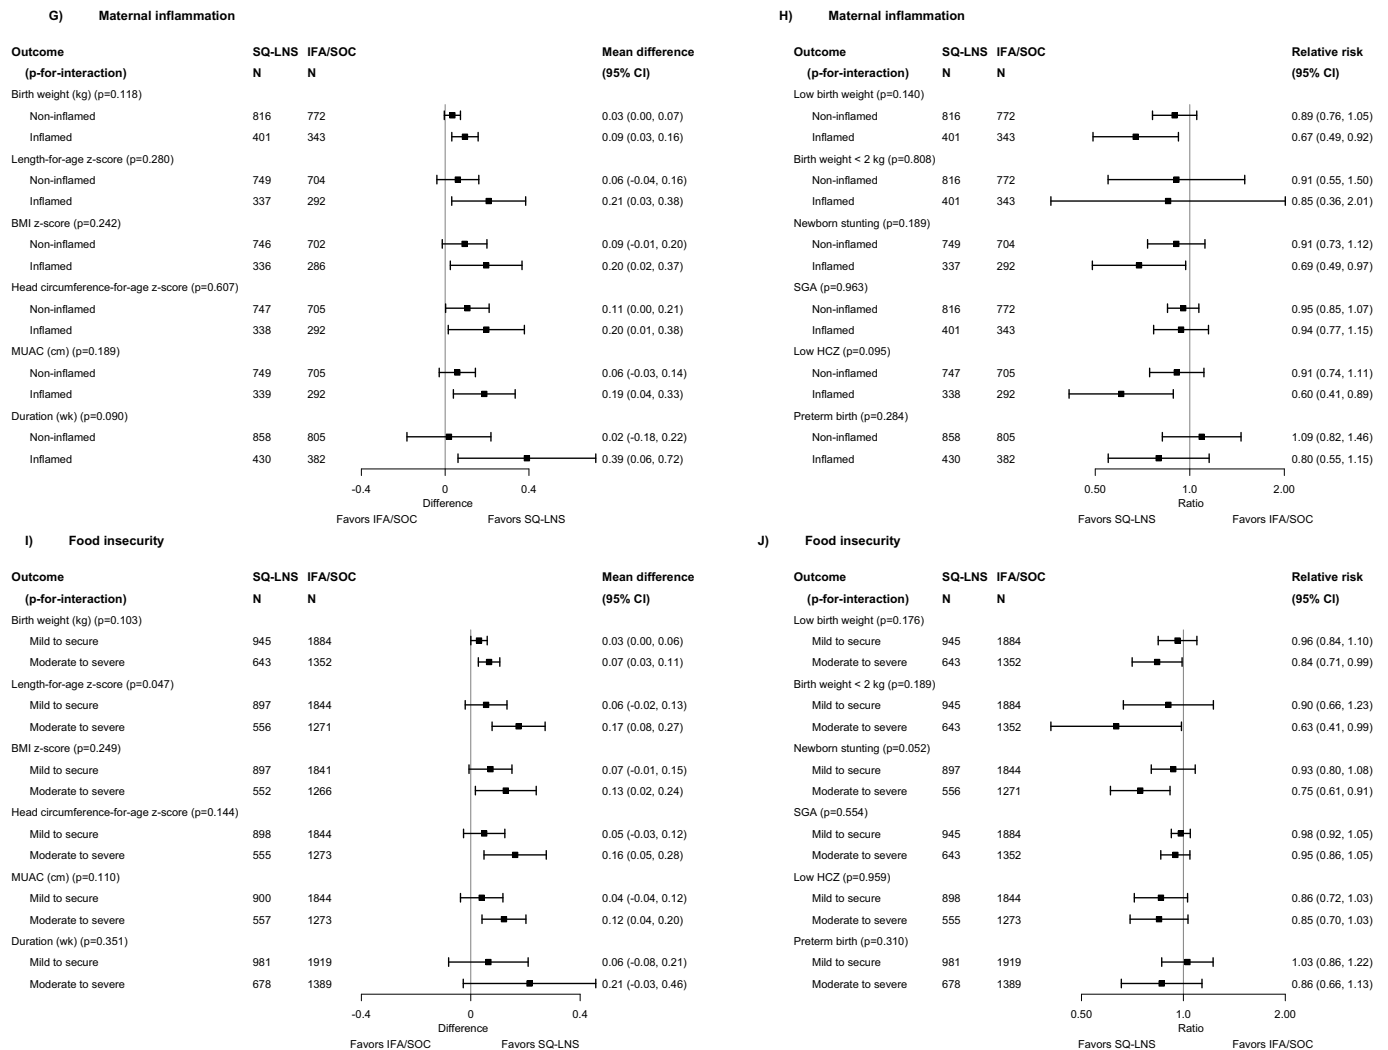 G) Maternal inflammation
Outcome SQ-LNS IFA/SOC Mean difference
(p-for-interaction) N N (95% CI)
Birth weight (kg) (p=0.118)
Non-inflamed 816 772 0.03 (0.00, 0.07)
Inflamed 401 343 0.09 (0.03, 0.16)
Length-for-age z-score (p=0.280)
Non-inflamed 749 704 0.06 (-0.04, 0.16)
Inflamed 337 292 0.21 (0.03, 0.38)
BMI z-score (p=0.242)
Non-inflamed 746 702 0.09 (-0.01, 0.20)
Inflamed 336 286 0.20 (0.02, 0.37)
Head circumference-for-age z-score (p=0.607)
Non-inflamed 747 705 0.11 (0.00, 0.21)
Inflamed 338 292 0.20 (0.01, 0.38)
MUAC (cm) (p=0.189)
Non-inflamed 749 705 0.06 (-0.03, 0.14)
Inflamed 339 292 0.19 (0.04, 0.33)
Duration (wk) (p=0.090)
Non-inflamed 858 805 0.02 (-0.18, 0.22)
Inflamed 430 382 0.39 (0.06, 0.72)
-0.4 0 0.4
Difference
Favors IFA/SOC Favors SQ-LNS
H) Maternal inflammation
Outcome SQ-LNS IFA/SOC Relative risk
(p-for-interaction) N N (95% CI)
Low birth weight (p=0.140)
Non-inflamed 816 772 0.89 (0.76, 1.05)
Inflamed 401 343 0.67 (0.49, 0.92)
Birth weight < 2 kg (p=0.808)
Non-inflamed 816 772 0.91 (0.55, 1.50)
Inflamed 401 343 0.85 (0.36, 2.01)
Newborn stunting (p=0.189)
Non-inflamed 749 704 0.91 (0.73, 1.12)
Inflamed 337 292 0.69 (0.49, 0.97)
SGA (p=0.963)
Non-inflamed 816 772 0.95 (0.85, 1.07)
Inflamed 401 343 0.94 (0.77, 1.15)
Low HCZ (p=0.095)
Non-inflamed 747 705 0.91 (0.74, 1.11)
Inflamed 338 292 0.60 (0.41, 0.89)
Preterm birth (p=0.284)
Non-inflamed 858 805 1.09 (0.82, 1.46)
Inflamed 430 382 0.80 (0.55, 1.15)
0.50 1.0 2.00
Ratio
Favors SQ-LNS Favors IFA/SOC
I) Food insecurity
Outcome SQ-LNS IFA/SOC Mean difference
(p-for-interaction) N N (95% CI)
Birth weight (kg) (p=0.103)
Mild to secure 945 1884 0.03 (0.00, 0.06)
Moderate to severe 643 1352 0.07 (0.03, 0.11)
Length-for-age z-score (p=0.047)
Mild to secure 897 1844 0.06 (-0.02, 0.13)
Moderate to severe 556 1271 0.17 (0.08, 0.27)
BMI z-score (p=0.249)
Mild to secure 897 1841 0.07 (-0.01, 0.15)
Moderate to severe 552 1266 0.13 (0.02, 0.24)
Head circumference-for-age z-score (p=0.144)
Mild to secure 898 1844 0.05 (-0.03, 0.12)
Moderate to severe 555 1273 0.16 (0.05, 0.28)
MUAC (cm) (p=0.110)
Mild to secure 900 1844 0.04 (-0.04, 0.12)
Moderate to severe 557 1273 0.12 (0.04, 0.20)
Duration (wk) (p=0.351)
Mild to secure 981 1919 0.06 (-0.08, 0.21)
Moderate to severe 678 1389 0.21 (-0.03, 0.46)
-0.4 0 0.4
Difference
Favors IFA/SOC Favors SQ-LNS
J) Food insecurity
Outcome SQ-LNS IFA/SOC Relative risk
(p-for-interaction) N N (95% CI)
Low birth weight (p=0.176)
Mild to secure 945 1884 0.96 (0.84, 1.10)
Moderate to severe 643 1352 0.84 (0.71, 0.99)
Birth weight < 2 kg (p=0.189)
Mild to secure 945 1884 0.90 (0.66, 1.23)
Moderate to severe 643 1352 0.63 (0.41, 0.99)
Newborn stunting (p=0.052)
Mild to secure 897 1844 0.93 (0.80, 1.08)
Moderate to severe 556 1271 0.75 (0.61, 0.91)
SGA (p=0.554)
Mild to secure 945 1884 0.98 (0.92, 1.05)
Moderate to severe 643 1352 0.95 (0.86, 1.05)
Low HCZ (p=0.959)
Mild to secure 898 1844 0.86 (0.72, 1.03)
Moderate to severe 555 1273 0.85 (0.70, 1.03)
Preterm birth (p=0.310)
Mild to secure 981 1919 1.03 (0.86, 1.22)
Moderate to severe 678 1389 0.86 (0.66, 1.13)
0.50 1.0 2.00
Ratio
Favors SQ-LNS Favors IFA/SOC